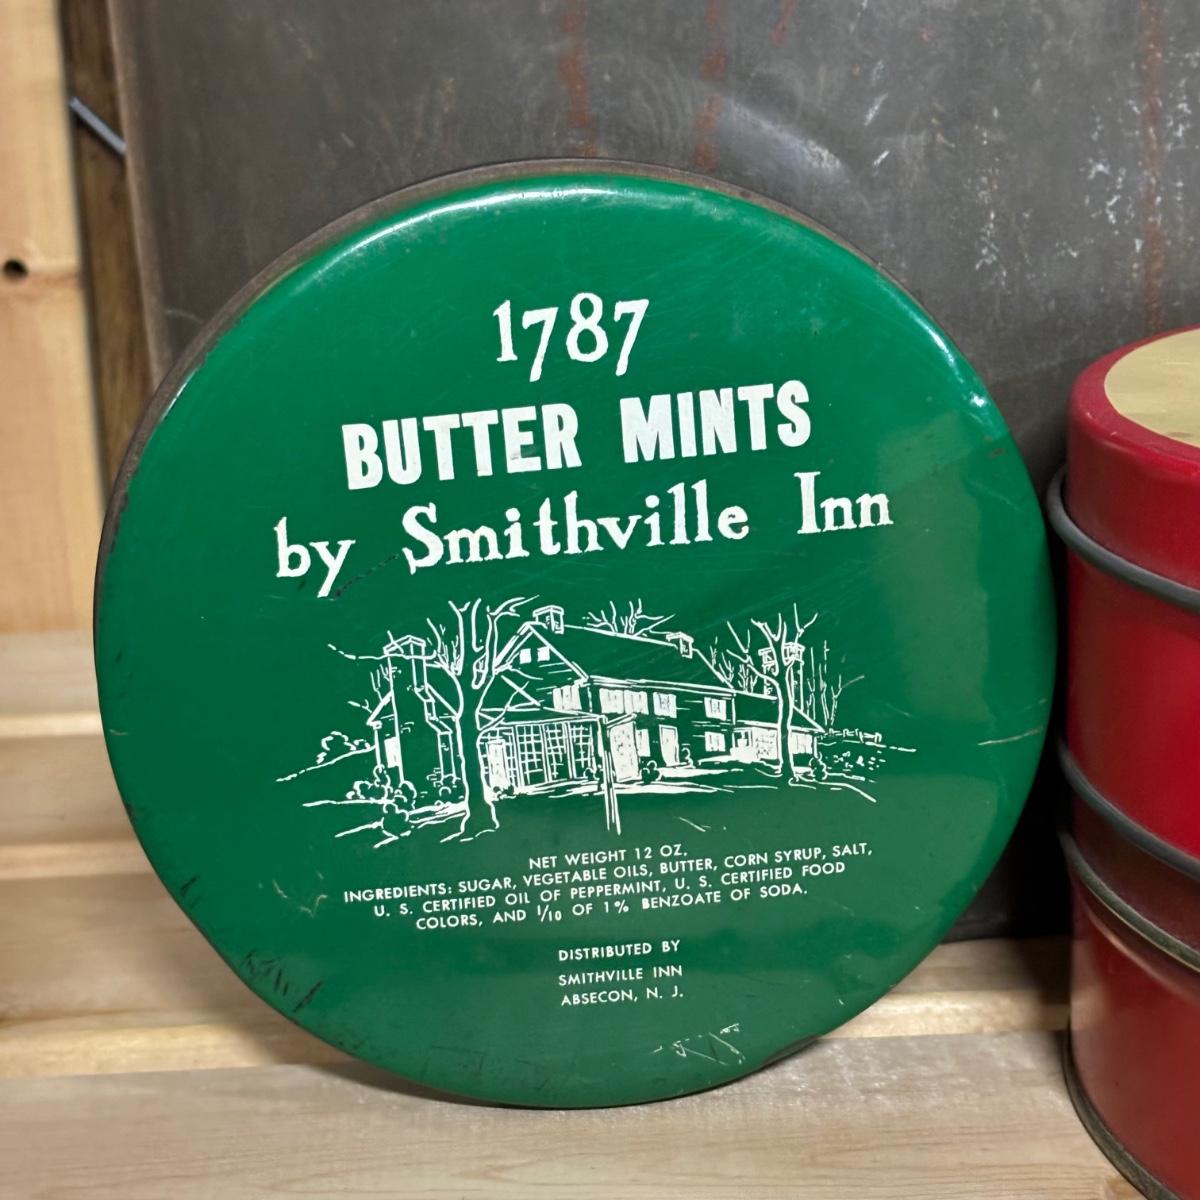 1787
BUTTER MINTS
by Smithville Inn
NET WEIGHT 12 OZ.
INGREDIENTS: SUGAR, VEGETABLE OILS, BUTTER, CORN SYRUP, SALT,
U. S. CERTIFIED OIL OF PEPPERMINT, U. S. CERTIFIED FOOD
COLORS, AND 1/10 OF 1% BENZOATE OF SODA.
DISTRIBUTED BY
SMITHVILLE INN
ABSECON, N. J.